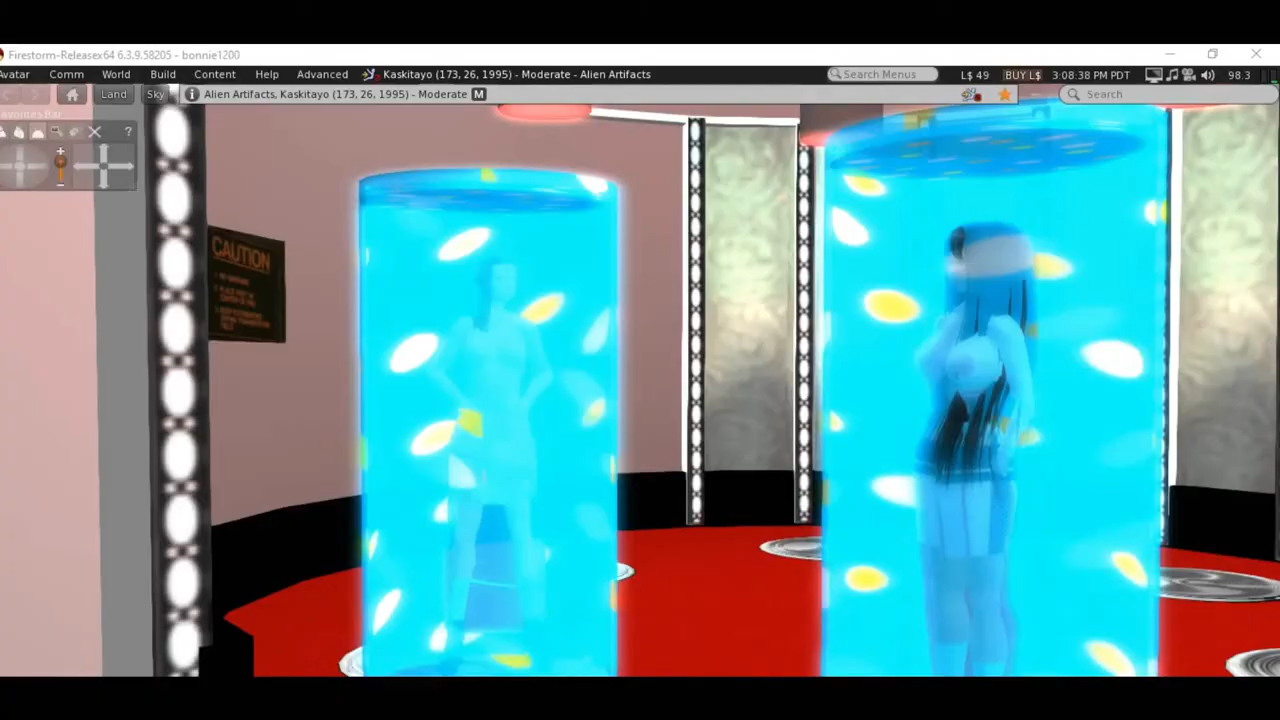 Firestorm-Releasex64 6.3.9.58205 - bonnie1200
Avatar Comm World Build Content Help Advanced Kaskitayo (173, 26, 1995) - Moderate - Alien Artifacts Search Menus L$ 49 BUY L$ 3:08:38 PM PDT 98.3
Land Sky Alien Artifacts, Kaskitayo (173, 26, 1995) - Moderate M Search
avorites Bar
?
CAUTION